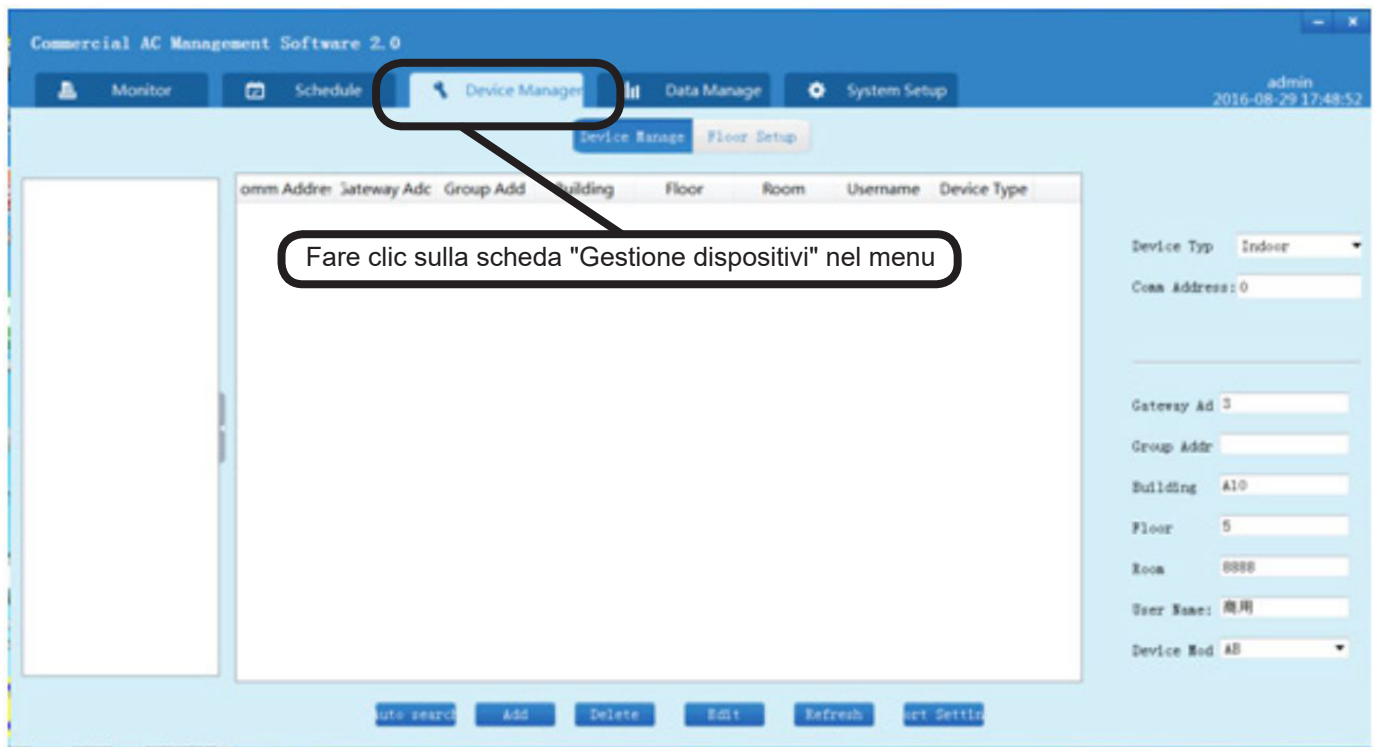 Commercial AC Management Software 2.0
Monitor Schedule Device Manager Data Manage System Setup
admin
2016-08-29 17:48:52
Device Manage Floor Setup
omm Addre Gateway Adc Group Add Building Floor Room Username Device Type
Fare clic sulla scheda "Gestione dispositivi" nel menu
Device Typ Indoor
Comm Address: 0
Gateway Ad 3
Group Addr
Building A10
Floor 5
Room 8888
User Name: 商用
Device Mod AB
uto search Add Delete Edit Refresh ort Settin